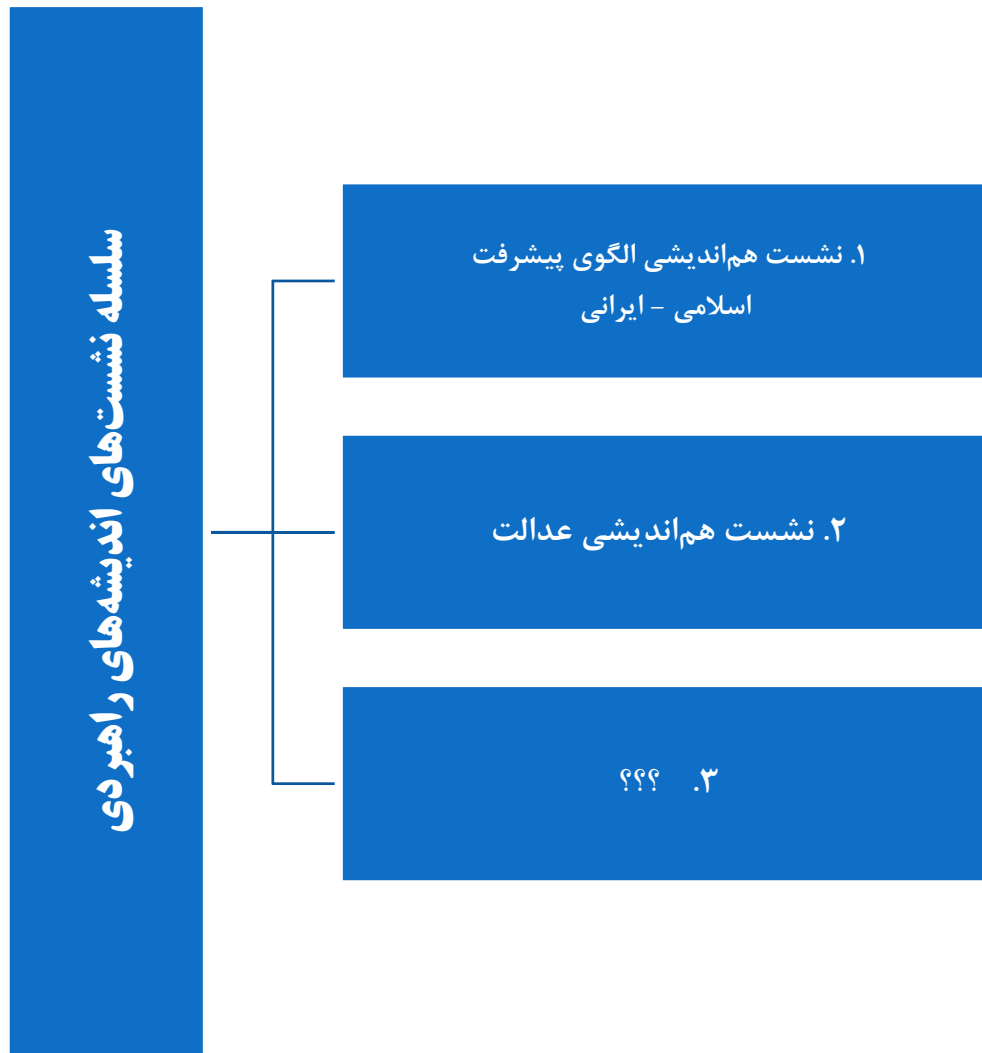 سلسله نشست‌های اندیشه‌های راهبردی
۱. نشست هم‌اندیشی الگوی پیشرفت
اسلامی – ایرانی
۲. نشست هم‌اندیشی عدالت
۳. ؟؟؟